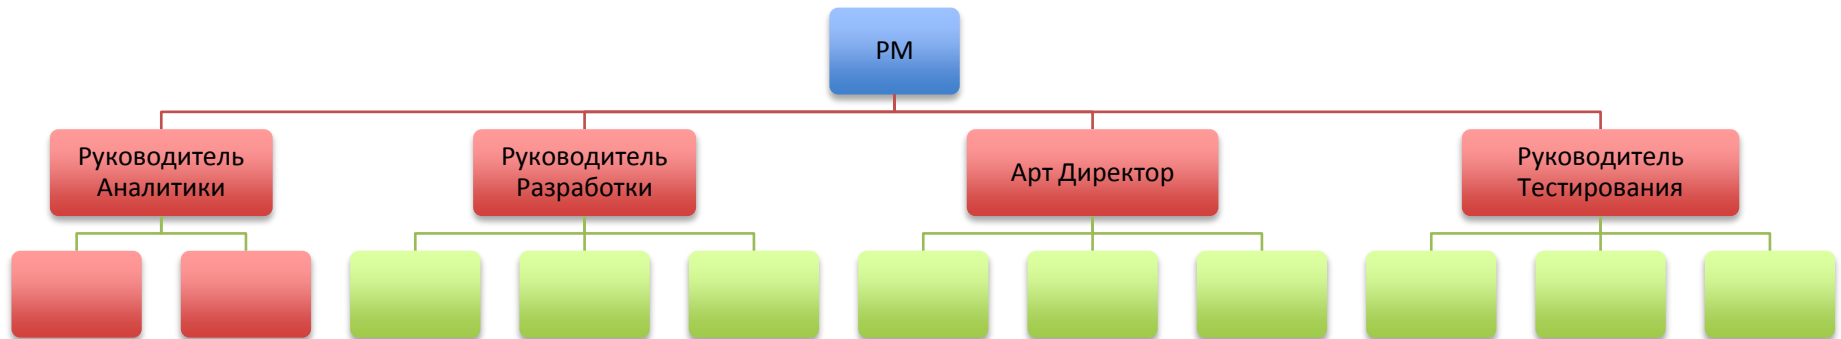 PM
Руководитель
Аналитики
Руководитель
Разработки
Арт Директор
Руководитель
Тестирования